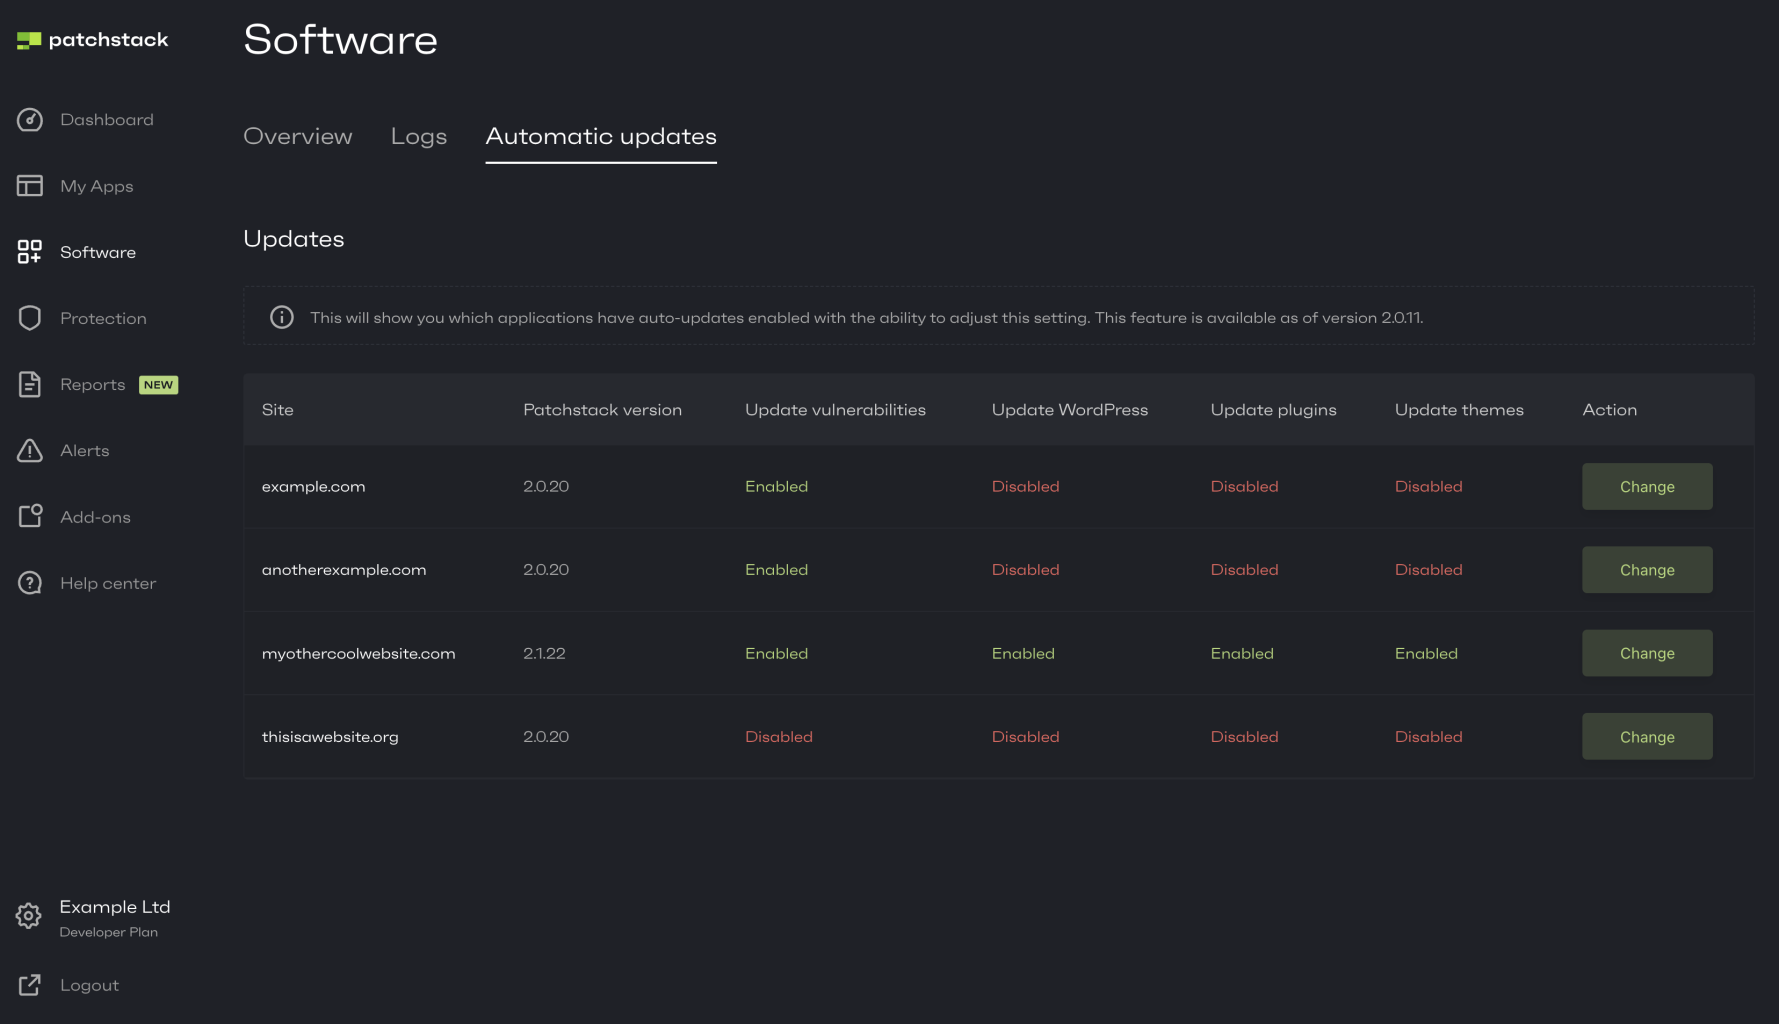 patchstack
Software
Dashboard
My Apps
Software
Protection
Reports NEW
Alerts
Add-ons
Help center
Example Ltd
Developer Plan
Logout
Overview Logs Automatic updates
Updates
This will show you which applications have auto-updates enabled with the ability to adjust this setting. This feature is available as of version 2.0.11.
Site Patchstack version Update vulnerabilities Update WordPress Update plugins Update themes Action
example.com 2.0.20 Enabled Disabled Disabled Disabled Change
anotherexample.com 2.0.20 Enabled Disabled Disabled Disabled Change
myothercoolwebsite.com 2.1.22 Enabled Enabled Enabled Enabled Change
thisisawebsite.org 2.0.20 Disabled Disabled Disabled Disabled Change